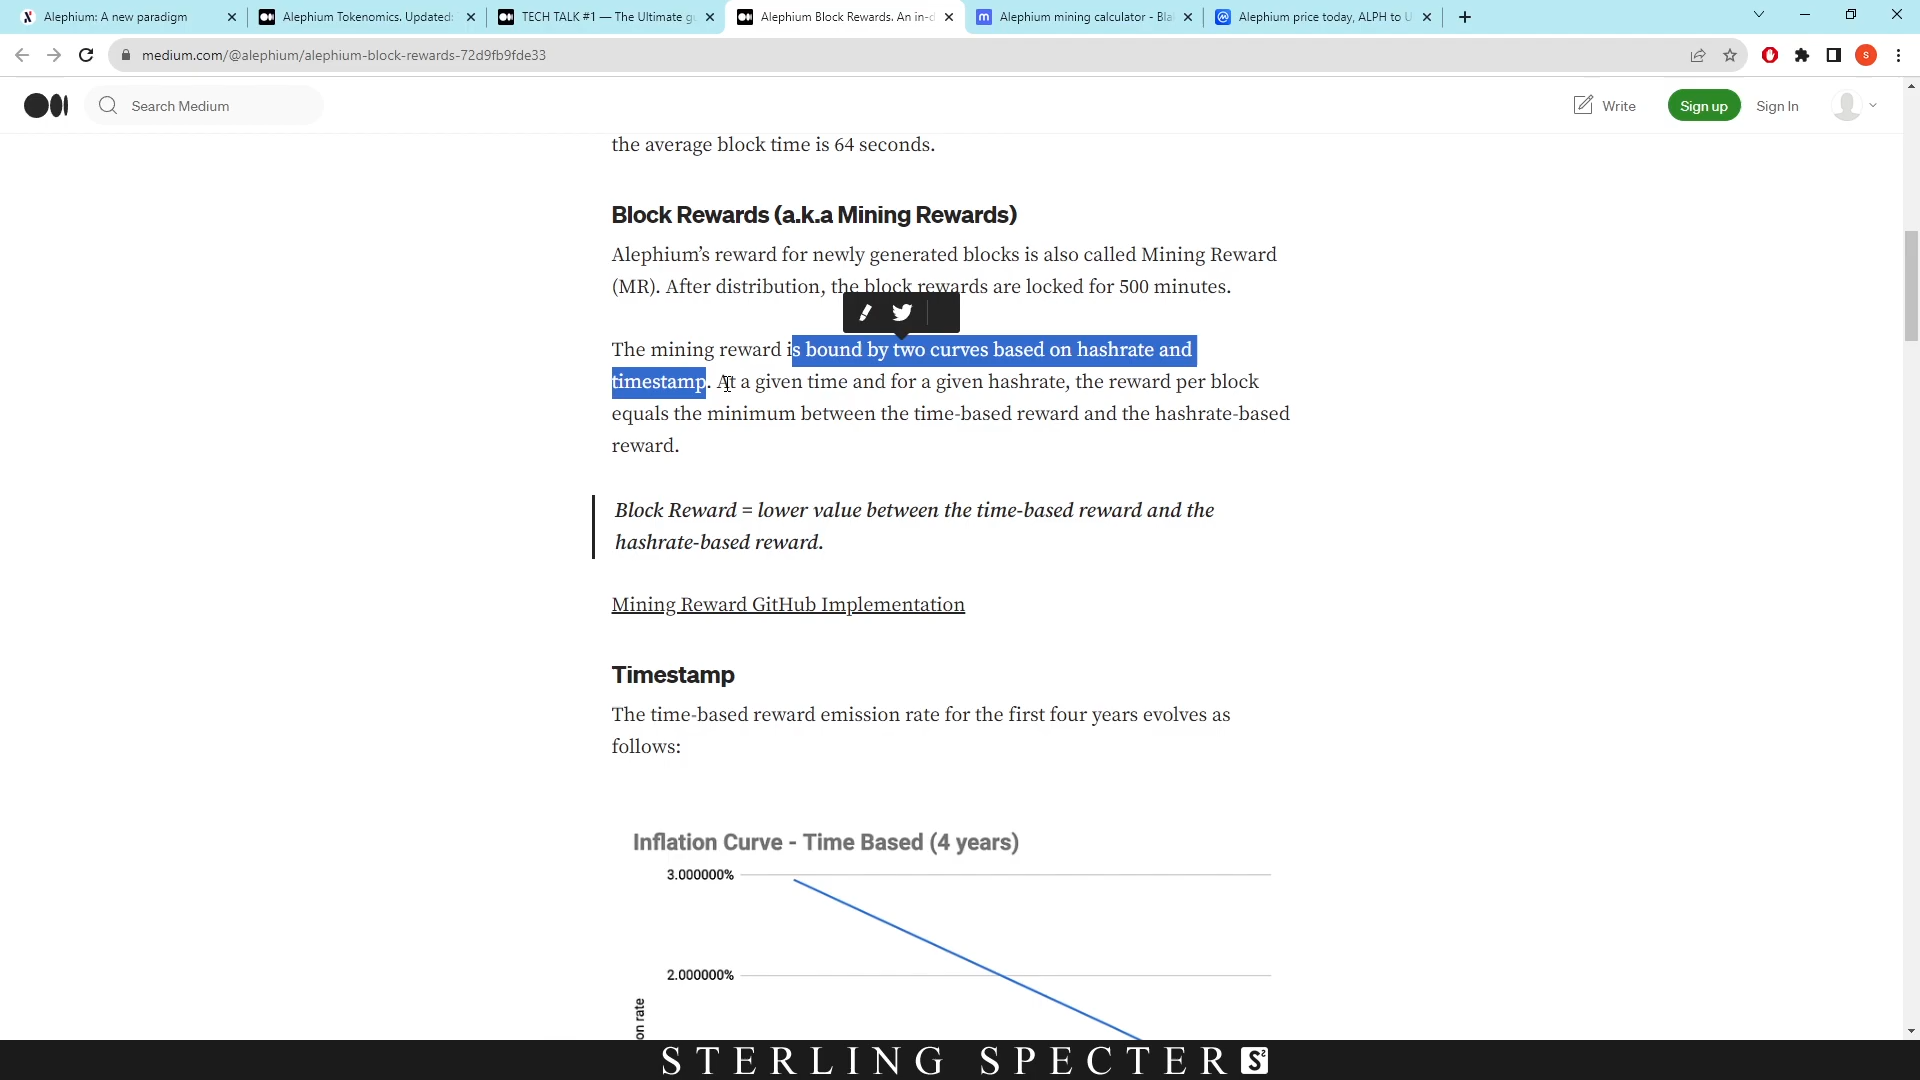 Alephium: A new paradigm
Alephium Tokenomics. Updated:
TECH TALK #1 — The Ultimate gu
Alephium Block Rewards. An in-d
Alephium mining calculator - Bla
Alephium price today, ALPH to U
medium.com/@alephium/alephium-block-rewards-72d9fb9fde33
S
Search Medium
Write
Sign up
Sign In
the average block time is 64 seconds.
Block Rewards (a.k.a Mining Rewards)
Alephium’s reward for newly generated blocks is also called Mining Reward
(MR). After distribution, the block rewards are locked for 500 minutes.
The mining reward is bound by two curves based on hashrate and
timestamp. At a given time and for a given hashrate, the reward per block
equals the minimum between the time-based reward and the hashrate-based
reward.
Block Reward = lower value between the time-based reward and the
hashrate-based reward.
Mining Reward GitHub Implementation
Timestamp
The time-based reward emission rate for the first four years evolves as
follows:
Inflation Curve - Time Based (4 years)
3.000000%
2.000000%
on rate
STERLING SPECTER S²